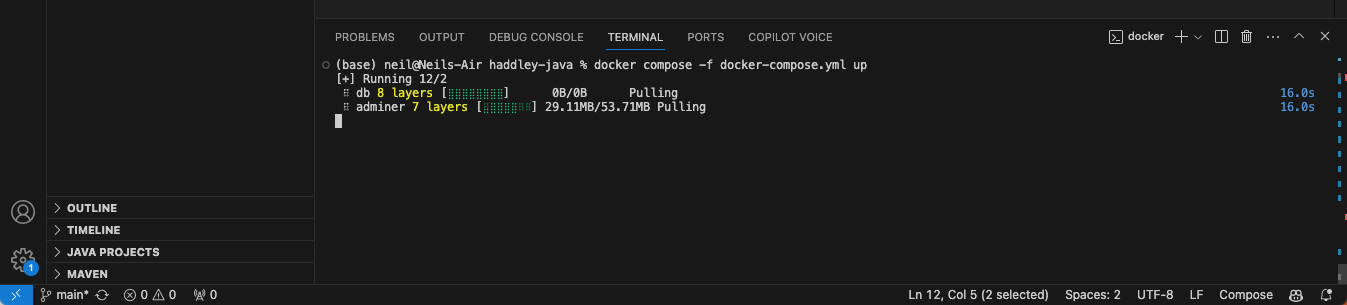 PROBLEMS OUTPUT DEBUG CONSOLE TERMINAL PORTS COPILOT VOICE docker
(base) neil@Neils-Air haddley-java % docker compose -f docker-compose.yml up
[+] Running 12/2
db 8 layers [⣿⣿⣿⣿⣿⣿⣿⣿] 0B/0B Pulling 16.0s
adminer 7 layers [⣿⣿⣿⣿⣿⣿⣿] 29.11MB/53.71MB Pulling 16.0s
OUTLINE
TIMELINE
JAVA PROJECTS
MAVEN
1
main* 0 0 0 Ln 12, Col 5 (2 selected) Spaces: 2 UTF-8 LF Compose